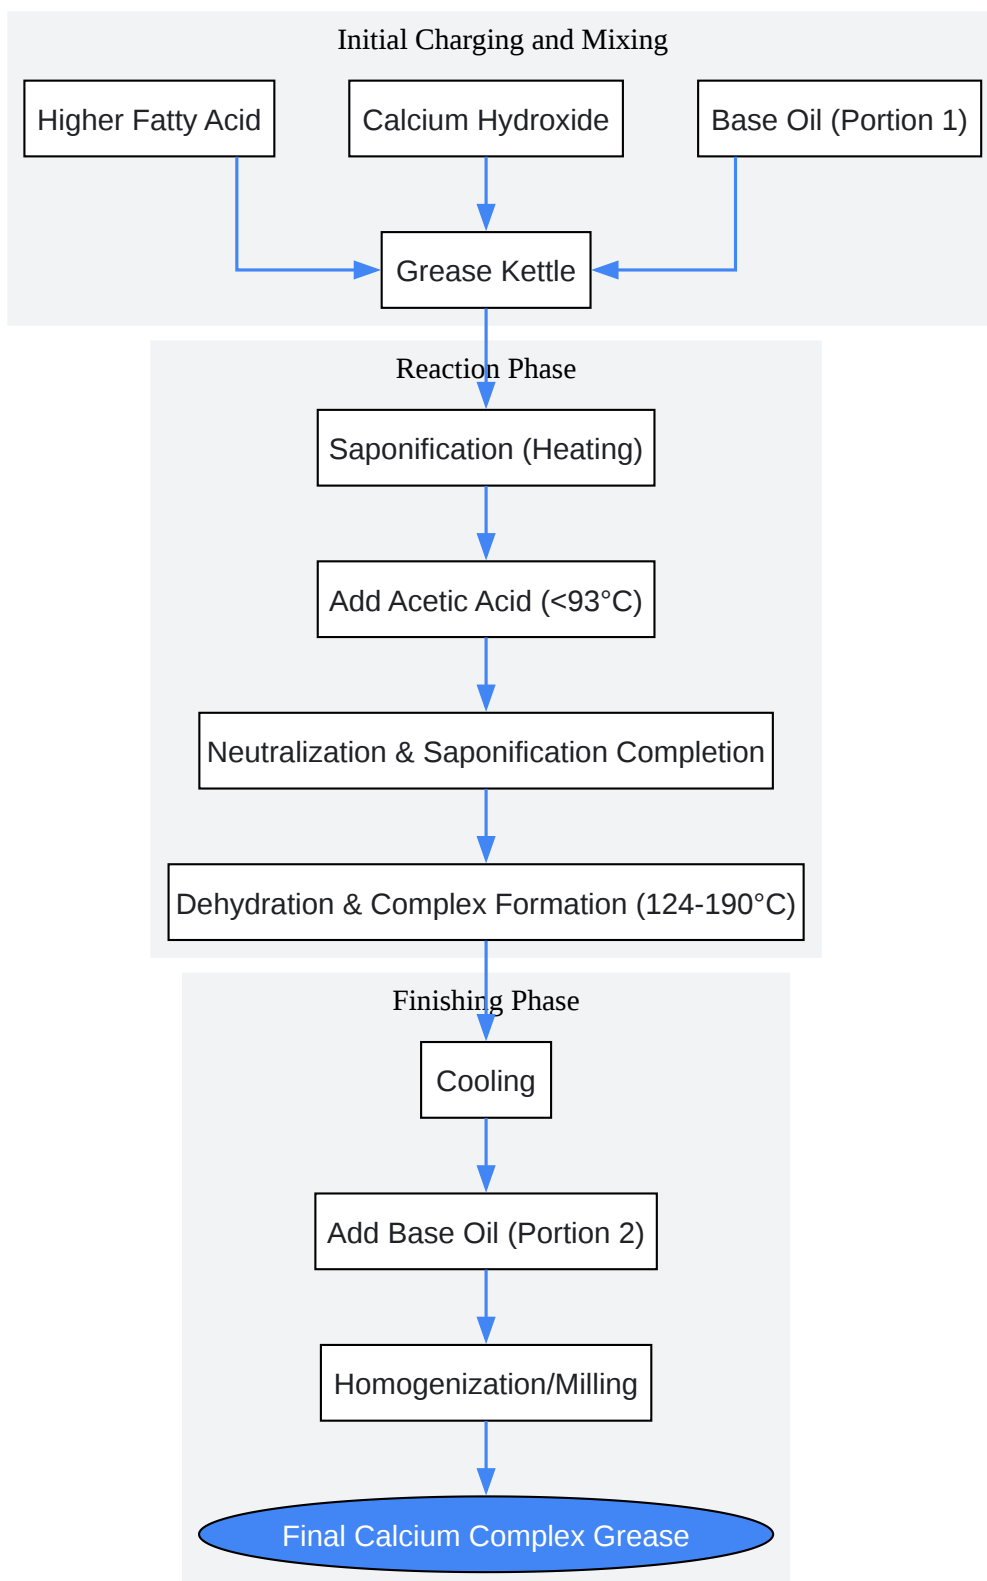 Initial Charging and Mixing
Higher Fatty Acid
Calcium Hydroxide
Base Oil (Portion 1)
Grease Kettle
Reaction Phase
Saponification (Heating)
Add Acetic Acid (<93°C)
Neutralization & Saponification Completion
Dehydration & Complex Formation (124-190°C)
Finishing Phase
Cooling
Add Base Oil (Portion 2)
Homogenization/Milling
Final Calcium Complex Grease